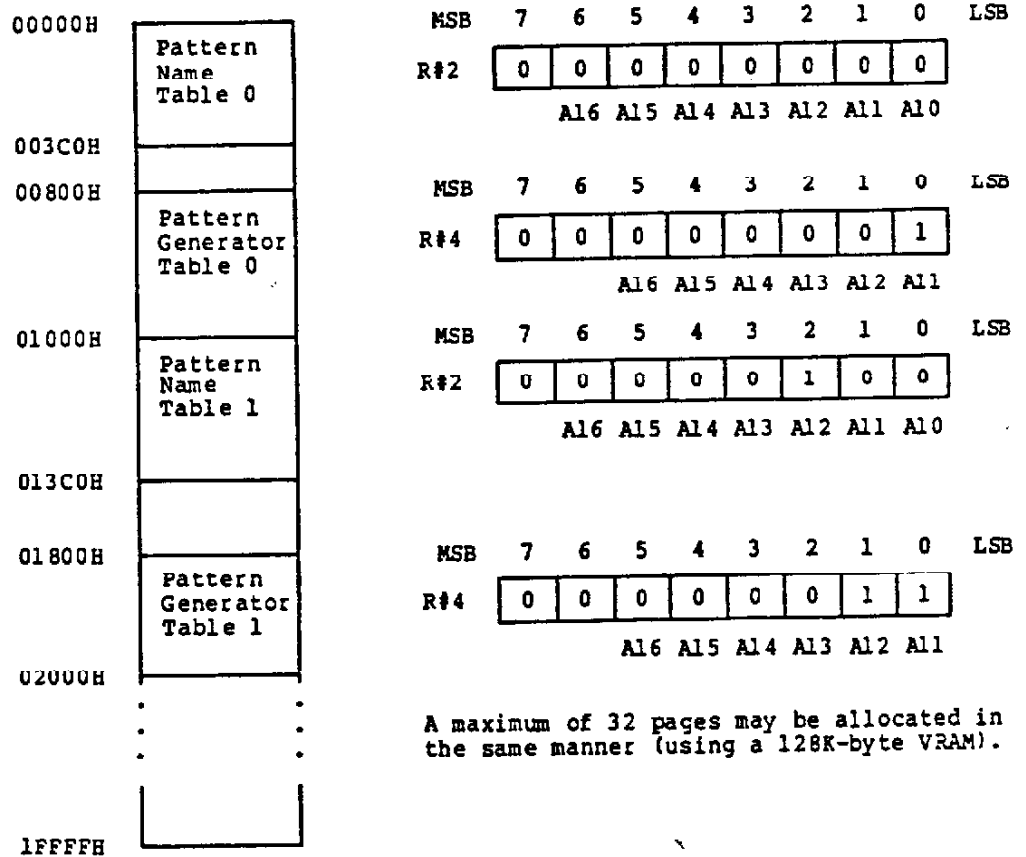 00000H
Pattern
Name
Table 0
003C0H
00800H
Pattern
Generator
Table 0
01000H
Pattern
Name
Table 1
013C0H
01800H
Pattern
Generator
Table 1
02000H
1FFFFH
MSB 7 6 5 4 3 2 1 0 LSB
R#2 0 0 0 0 0 0 0 0
A16 A15 A14 A13 A12 A11 A10
MSB 7 6 5 4 3 2 1 0 LSB
R#4 0 0 0 0 0 0 0 1
A16 A15 A14 A13 A12 A11
MSB 7 6 5 4 3 2 1 0 LSB
R#2 0 0 0 0 0 1 0 0
A16 A15 A14 A13 A12 A11 A10
MSB 7 6 5 4 3 2 1 0 LSB
R#4 0 0 0 0 0 0 1 1
A16 A15 A14 A13 A12 A11
A maximum of 32 pages may be allocated in
the same manner (using a 128K-byte VRAM).